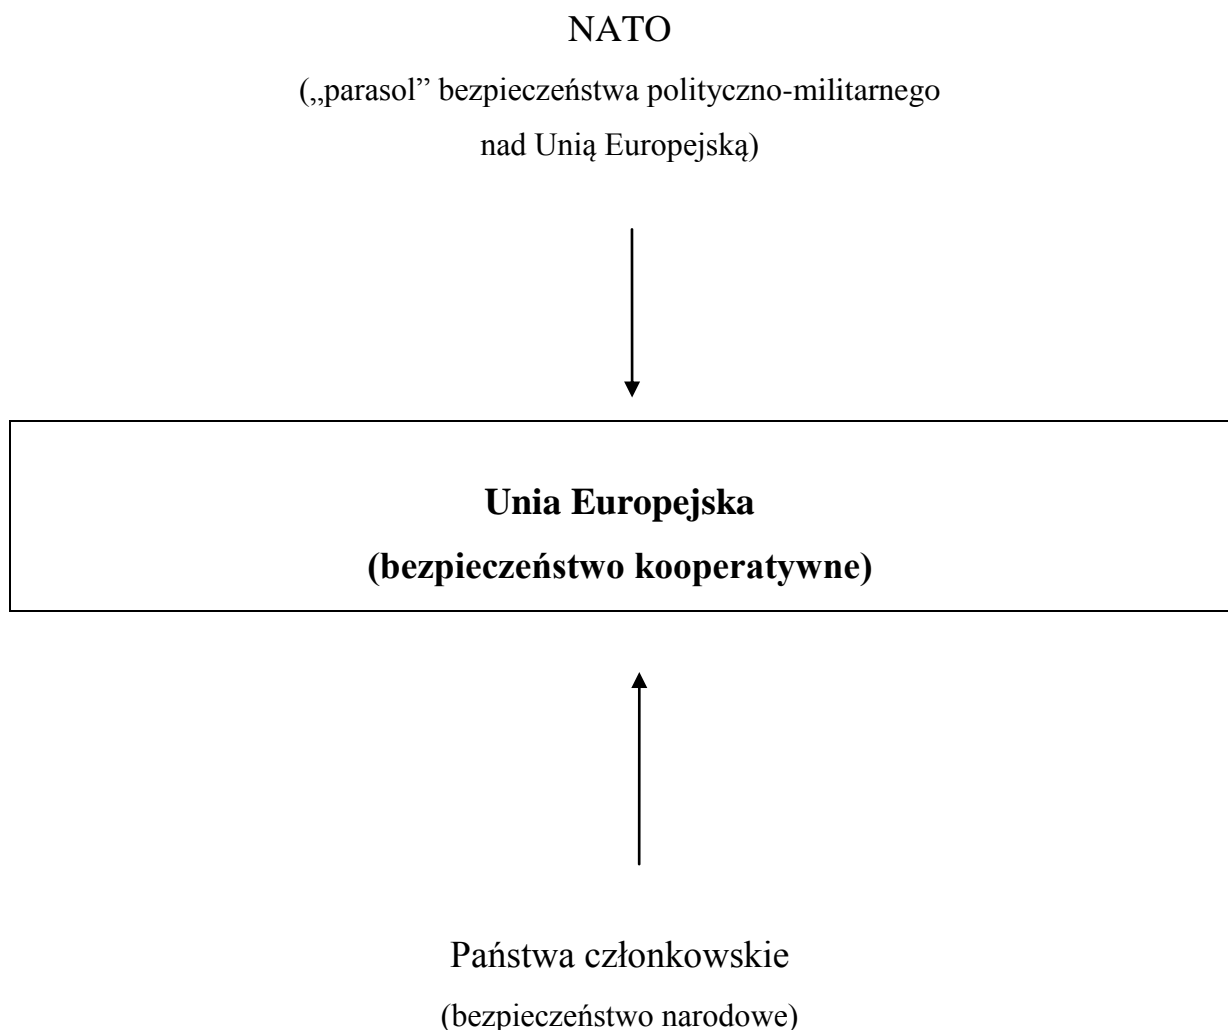 NATO
(„parasol” bezpieczeństwa polityczno-militarnego
nad Unią Europejską)
Unia Europejska
(bezpieczeństwo kooperatywne)
Państwa członkowskie
(bezpieczeństwo narodowe)